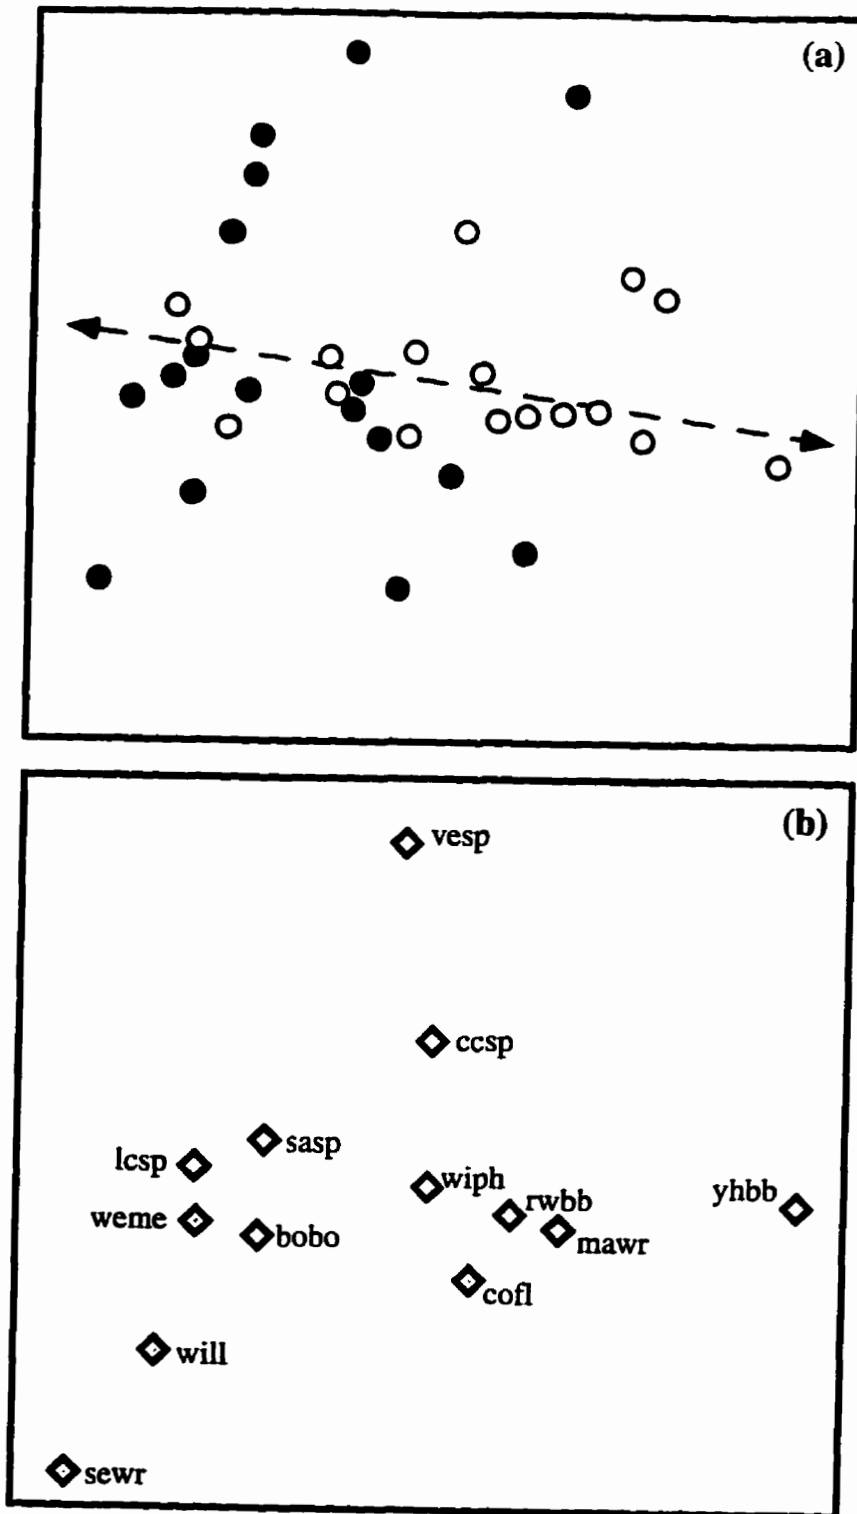 (a)
(b)
vesp
ccsp
sasp
lcsp
wiph
yhbb
rwbb
weme
bobo
mawr
cofl
will
sewr